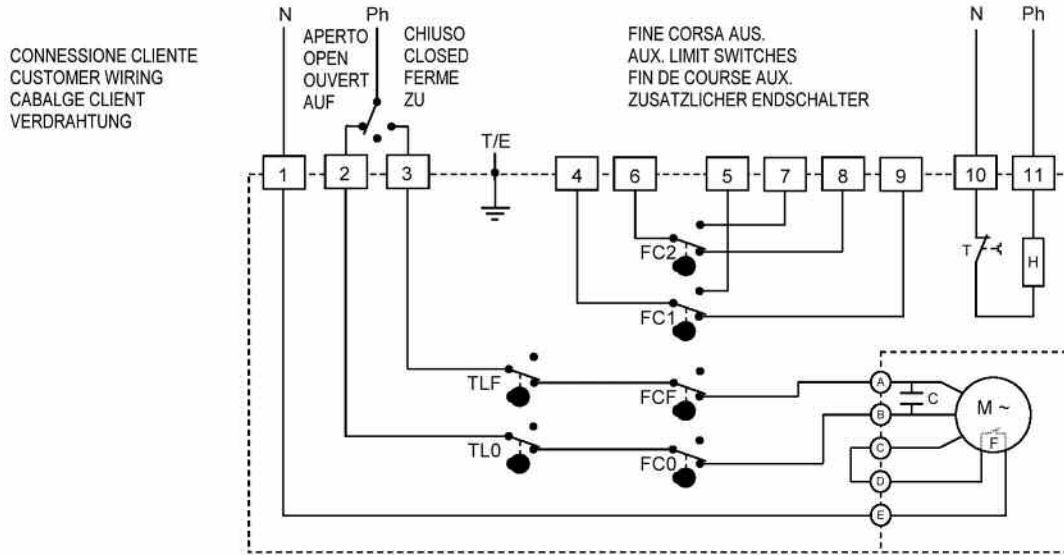 N
Ph
N
Ph
CONNESSIONE CLIENTE
CUSTOMER WIRING
CABALGE CLIENT
VERDRAHTUNG
APERTO
OPEN
OUVERT
AUF
CHIUSO
CLOSED
FERME
ZU
FINE CORSA AUS.
AUX. LIMIT SWITCHES
FIN DE COURSE AUX.
ZUSATZLICHER ENDSCHALTER
T/E
1
2
3
4
6
5
7
8
9
10
11
FC2
T
H
FC1
TLF
FCF
A
C
M ~
B
F
TL0
FC0
C
D
E